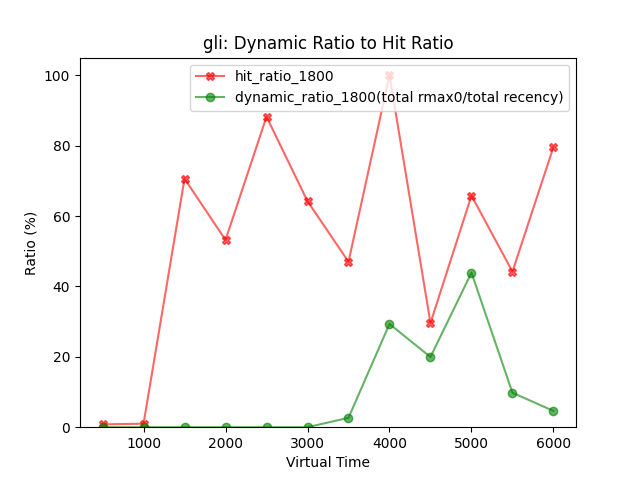 gli: Dynamic Ratio to Hit Ratio
hit_ratio_1800
dynamic_ratio_1800(total rmax0/total recency)
Ratio (%)
100
80
60
40
20
0
1000 2000 3000 4000 5000 6000
Virtual Time